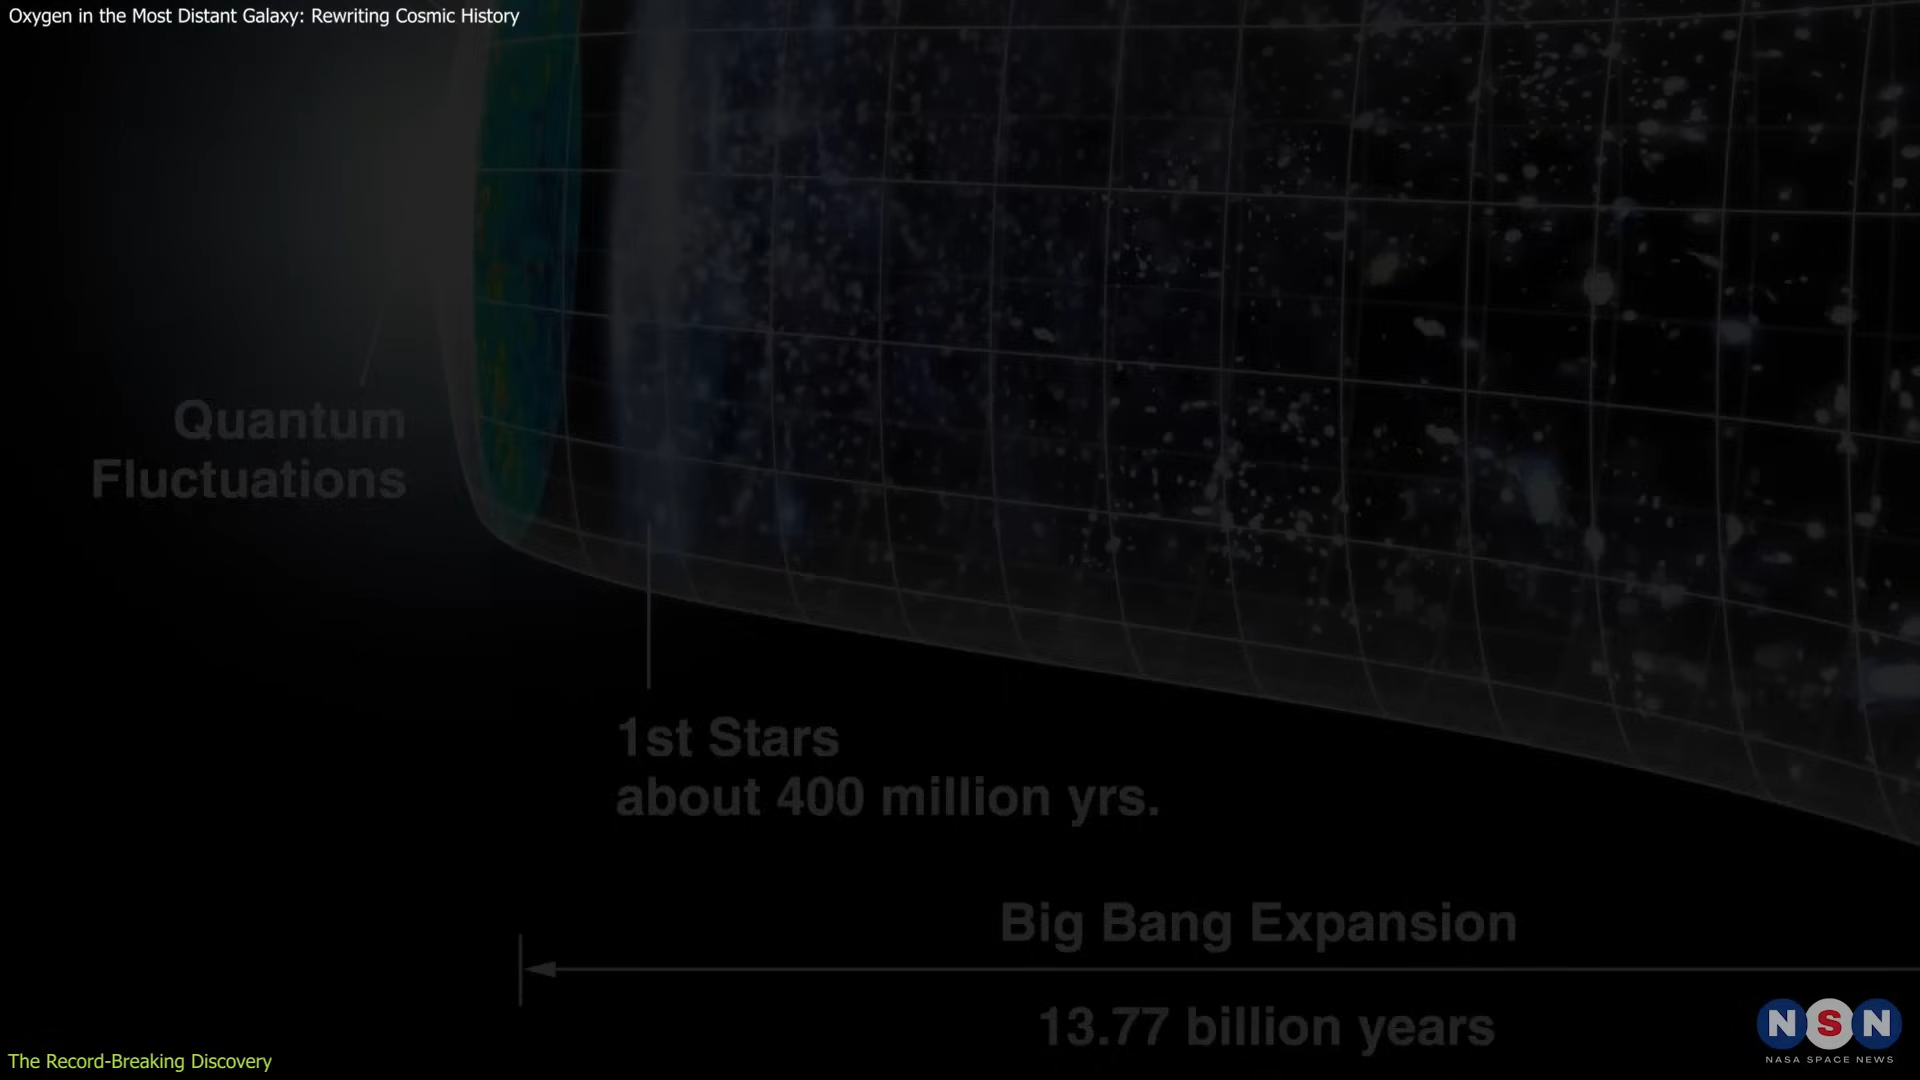 Oxygen in the Most Distant Galaxy: Rewriting Cosmic History
Quantum
Fluctuations
1st Stars
about 400 million yrs.
Big Bang Expansion
13.77 billion years
NSN
NASA SPACE NEWS
The Record-Breaking Discovery